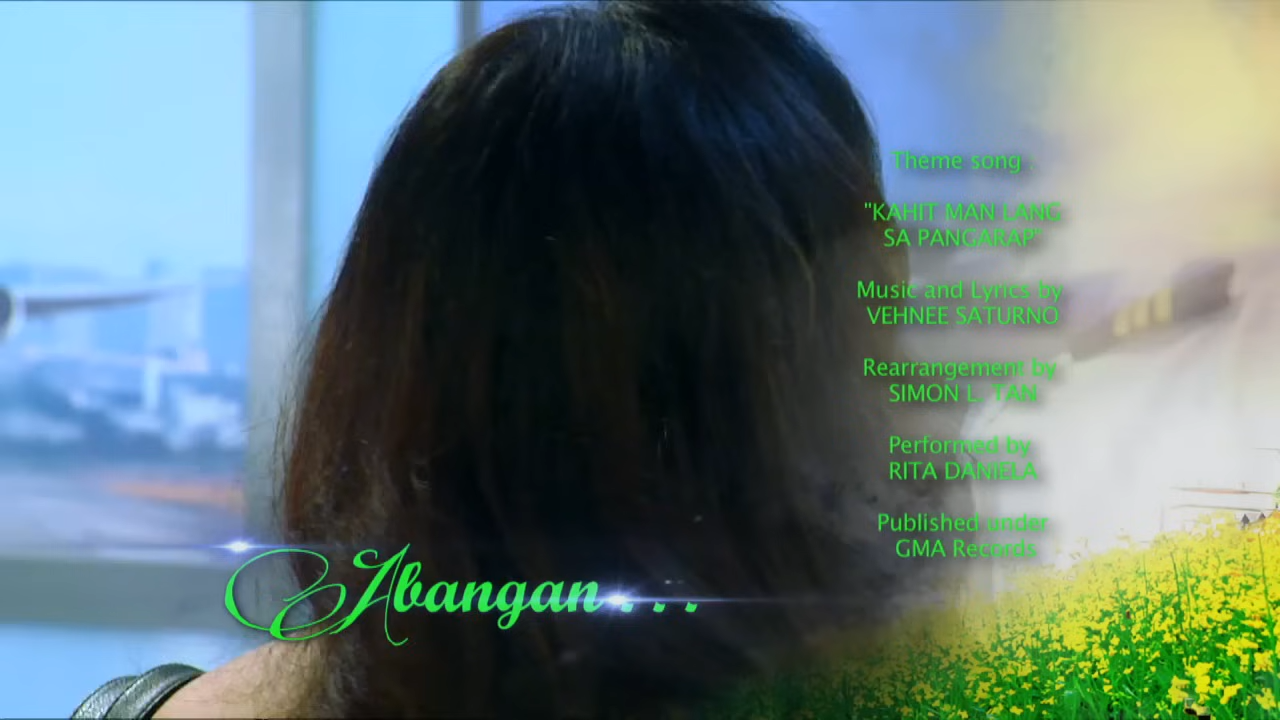 Theme song :
"KAHIT MAN LANG
SA PANGARAP"
Music and Lyrics by
VEHNEE SATURNO
Rearrangement by
SIMON L. TAN
Performed by
RITA DANIELA
Published under
GMA Records
Abangan . . .